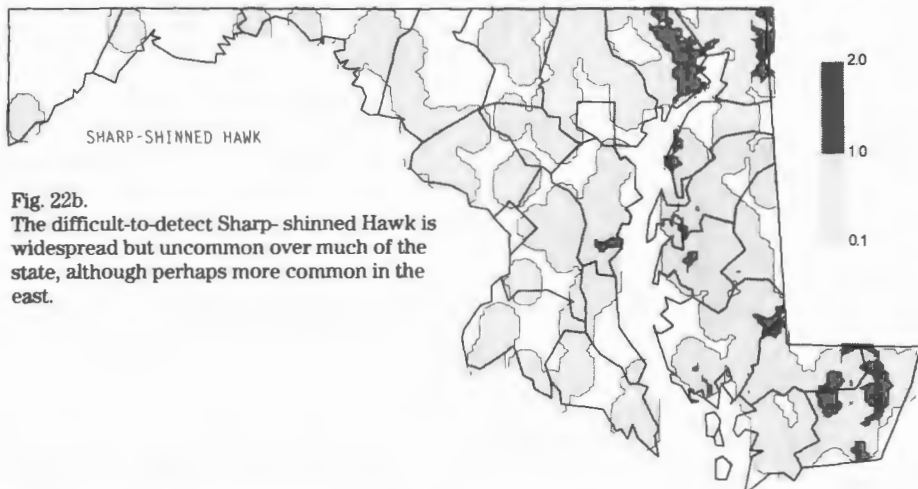 2.0
1.0
0.1
SHARP-SHINNED HAWK
Fig. 22b.
The difficult-to-detect Sharp- shinned Hawk is
widespread but uncommon over much of the
state, although perhaps more common in the
east.